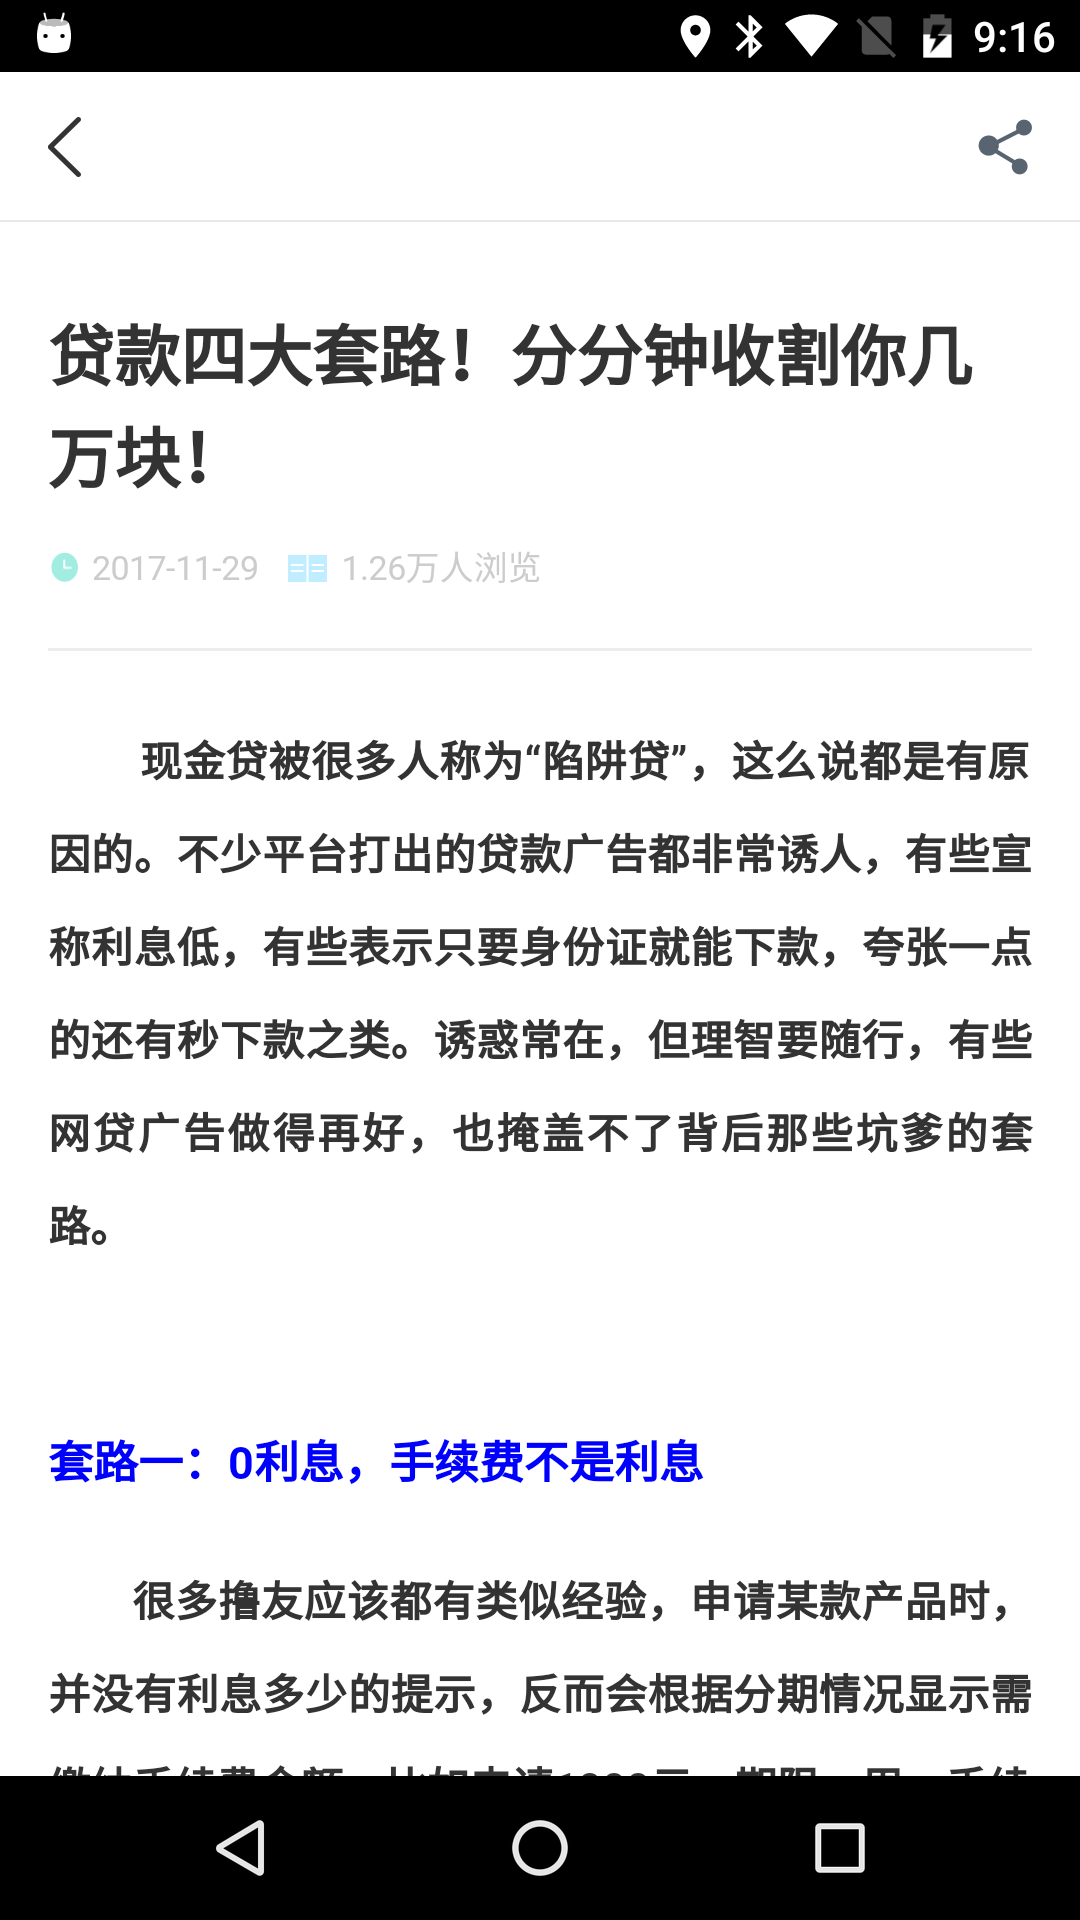 9:16
贷款四大套路！分分钟收割你几
万块！
2017-11-29 1.26万人浏览
现金贷被很多人称为“陷阱贷”，这么说都是有原
因的。不少平台打出的贷款广告都非常诱人，有些宣
称利息低，有些表示只要身份证就能下款，夸张一点
的还有秒下款之类。诱惑常在，但理智要随行，有些
网贷广告做得再好，也掩盖不了背后那些坑爹的套
路。
套路一：0利息，手续费不是利息
很多撸友应该都有类似经验，申请某款产品时，
并没有利息多少的提示，反而会根据分期情况显示需